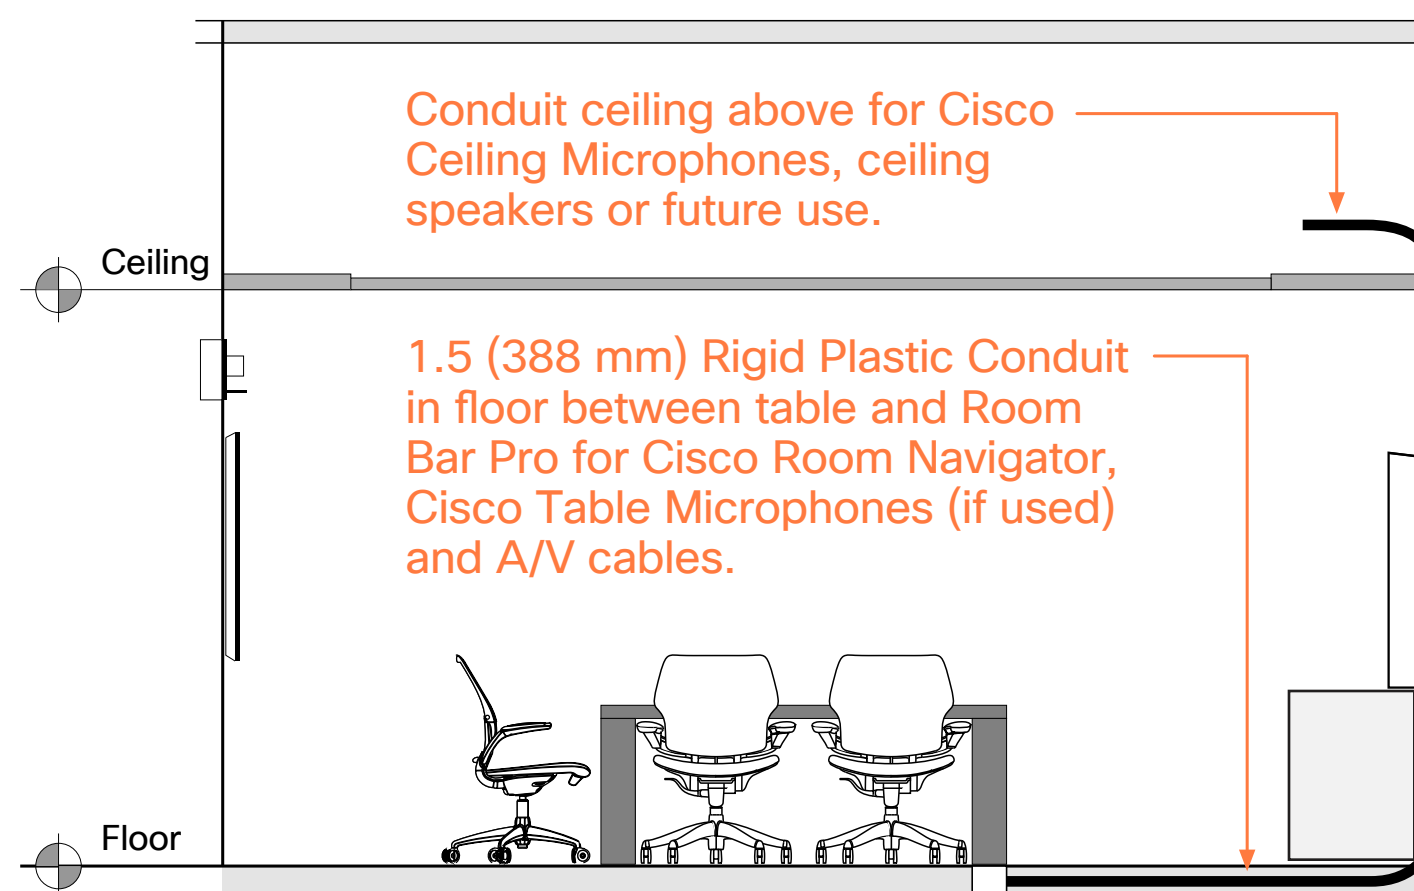 Conduit ceiling above for Cisco
Ceiling Microphones, ceiling
speakers or future use.
Ceiling
1.5 (388 mm) Rigid Plastic Conduit
in floor between table and Room
Bar Pro for Cisco Room Navigator,
Cisco Table Microphones (if used)
and A/V cables.
Floor